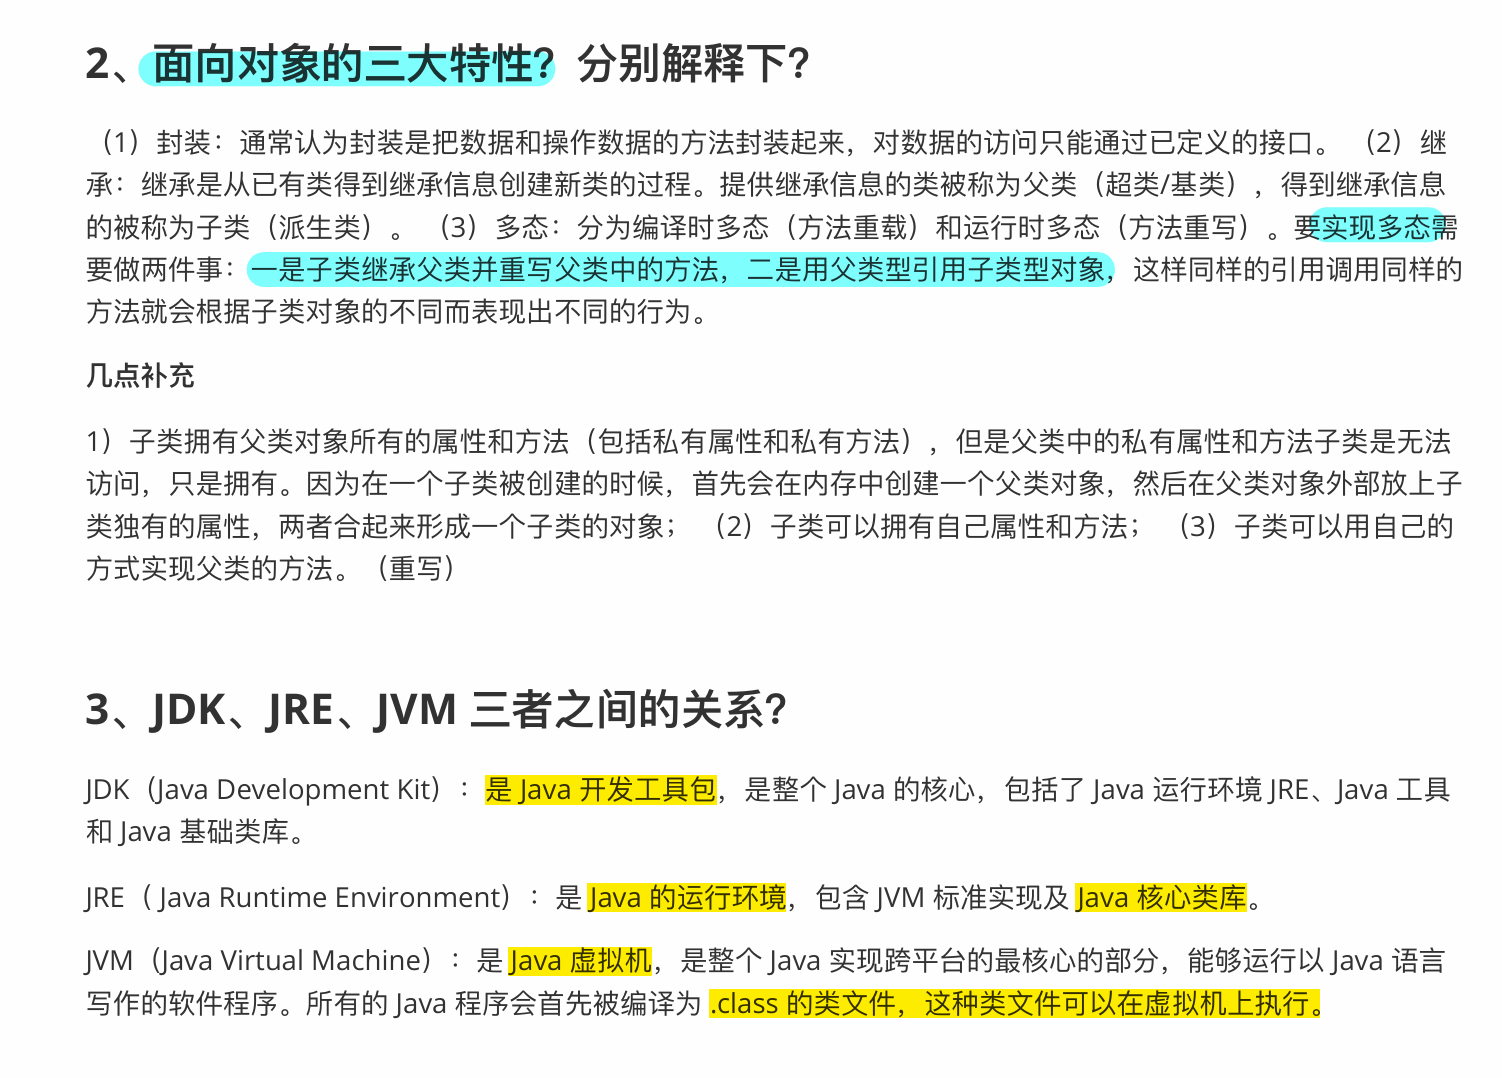 2、面向对象的三大特性？分别解释下？
（1）封装：通常认为封装是把数据和操作数据的方法封装起来，对数据的访问只能通过已定义的接口。 （2）继
承：继承是从已有类得到继承信息创建新类的过程。提供继承信息的类被称为父类（超类/基类），得到继承信息
的被称为子类（派生类）。 （3）多态：分为编译时多态（方法重载）和运行时多态（方法重写）。要实现多态需
要做两件事：一是子类继承父类并重写父类中的方法，二是用父类型引用子类型对象，这样同样的引用调用同样的
方法就会根据子类对象的不同而表现出不同的行为。
几点补充
1）子类拥有父类对象所有的属性和方法（包括私有属性和私有方法），但是父类中的私有属性和方法子类是无法
访问，只是拥有。因为在一个子类被创建的时候，首先会在内存中创建一个父类对象，然后在父类对象外部放上子
类独有的属性，两者合起来形成一个子类的对象； （2）子类可以拥有自己属性和方法； （3）子类可以用自己的
方式实现父类的方法。（重写）
3、JDK、JRE、JVM 三者之间的关系？
JDK（Java Development Kit）：是 Java 开发工具包，是整个 Java 的核心，包括了 Java 运行环境 JRE、Java 工具
和 Java 基础类库。
JRE（ Java Runtime Environment）：是 Java 的运行环境，包含 JVM 标准实现及 Java 核心类库。
JVM（Java Virtual Machine）：是 Java 虚拟机，是整个 Java 实现跨平台的最核心的部分，能够运行以 Java 语言
写作的软件程序。所有的 Java 程序会首先被编译为 .class 的类文件，这种类文件可以在虚拟机上执行。